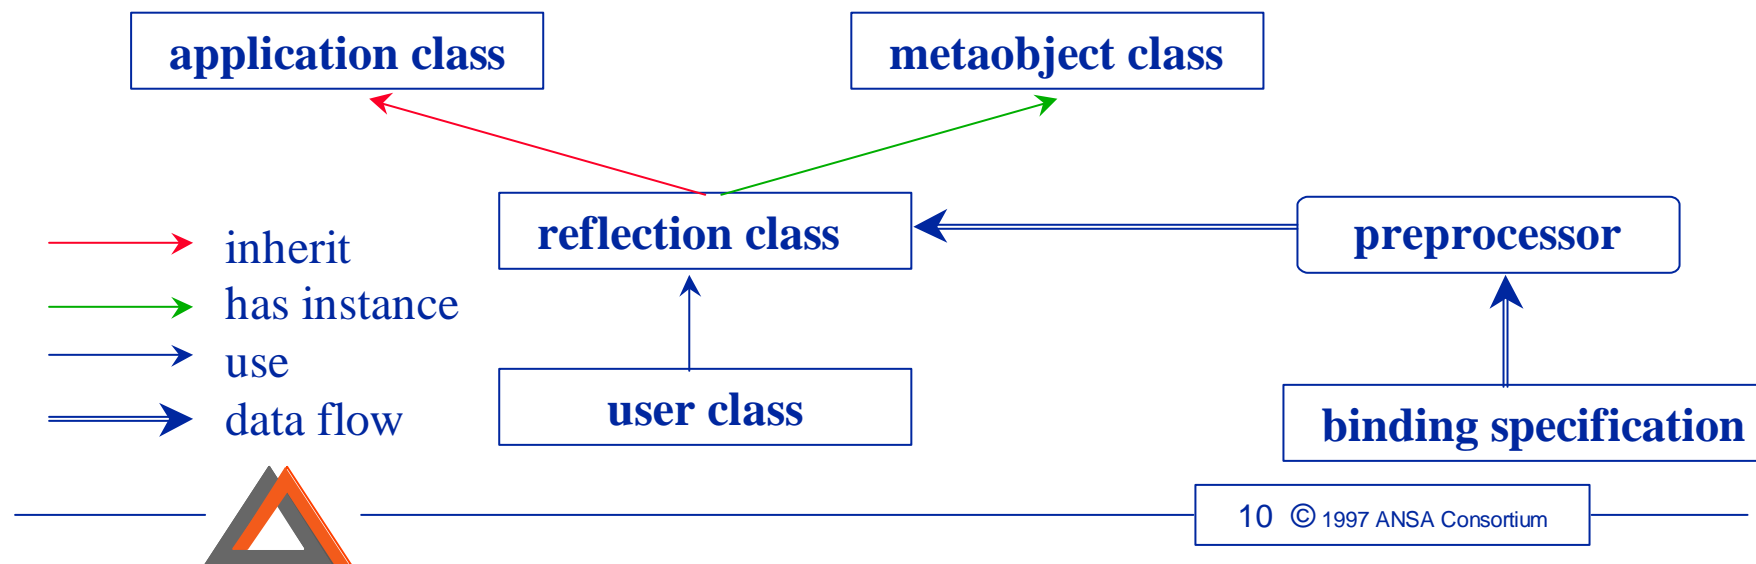 application class
metaobject class
reflection class
preprocessor
inherit
has instance
use
data flow
user class
binding specification
10 © 1997 ANSA Consortium